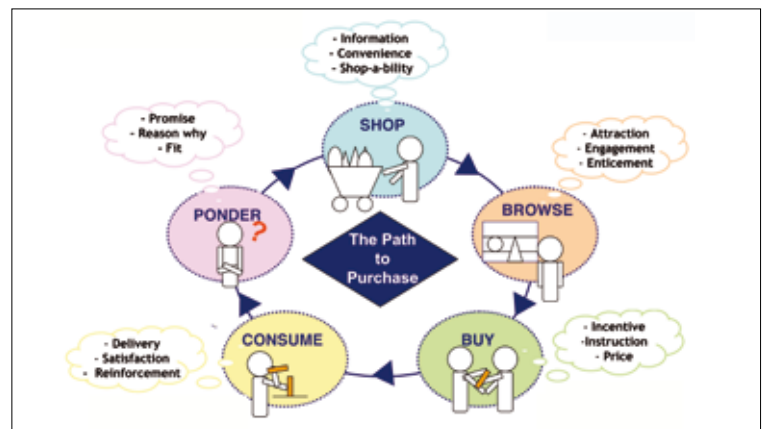 - Information
- Convenience
- Shop-a-bility
SHOP
- Attraction
- Engagement
- Enticement
BROWSE
- Incentive
-Instruction
- Price
BUY
- Delivery
- Satisfaction
- Reinforcement
CONSUME
- Promise
- Reason why
- Fit
PONDER
?
The Path
to
Purchase